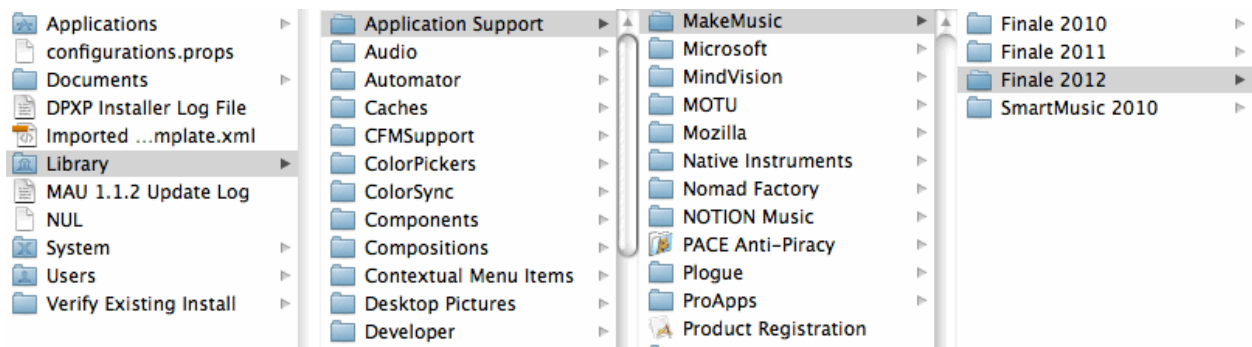 Applications
configurations.props
Documents
DPXP Installer Log File
Imported ...mplate.xml
Library
MAU 1.1.2 Update Log
NUL
System
Users
Verify Existing Install
Application Support
Audio
Automator
Caches
CFMSupport
ColorPickers
ColorSync
Components
Compositions
Contextual Menu Items
Desktop Pictures
Developer
MakeMusic
Microsoft
MindVision
MOTU
Mozilla
Native Instruments
Nomad Factory
NOTION Music
PACE Anti-Piracy
Plogue
ProApps
Product Registration
Finale 2010
Finale 2011
Finale 2012
SmartMusic 2010